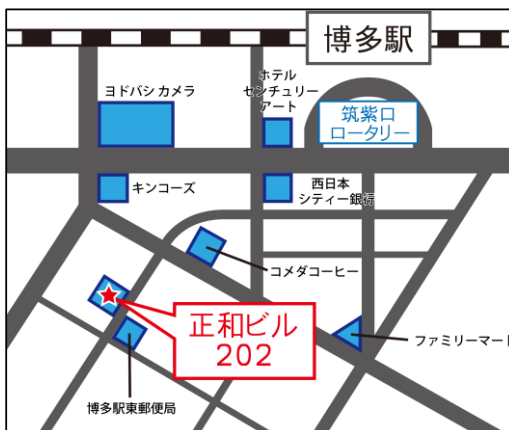 博多駅
ヨドバシカメラ
ホテル
センチュリー
アート
筑紫口
ロータリー
キンコーズ
西日本
シティー銀行
コメダコーヒー
正和ビル
202
ファミリーマート
博多駅東郵便局